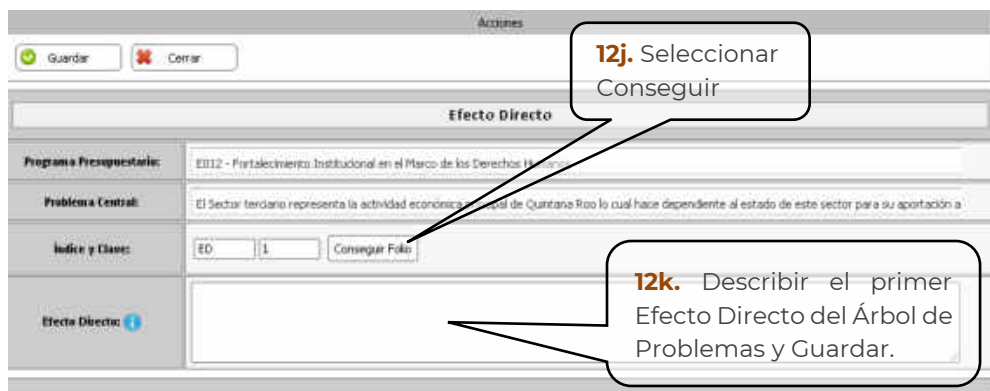 Acciones
Guardar
Cerrar
12j. Seleccionar
Conseguir
Efecto Directo
Programa Presupuestario:
E012 - Fortalecimiento Institucional en el Marco de los Derechos Humanos
Problema Central:
El Sector terciario representa la actividad económica principal de Quintana Roo lo cual hace dependiente al estado de este sector para su aportación a
Índice y Clave:
ED
1
Conseguir Folio
12k. Describir el primer
Efecto Directo del Árbol de
Problemas y Guardar.
Efecto Directo: